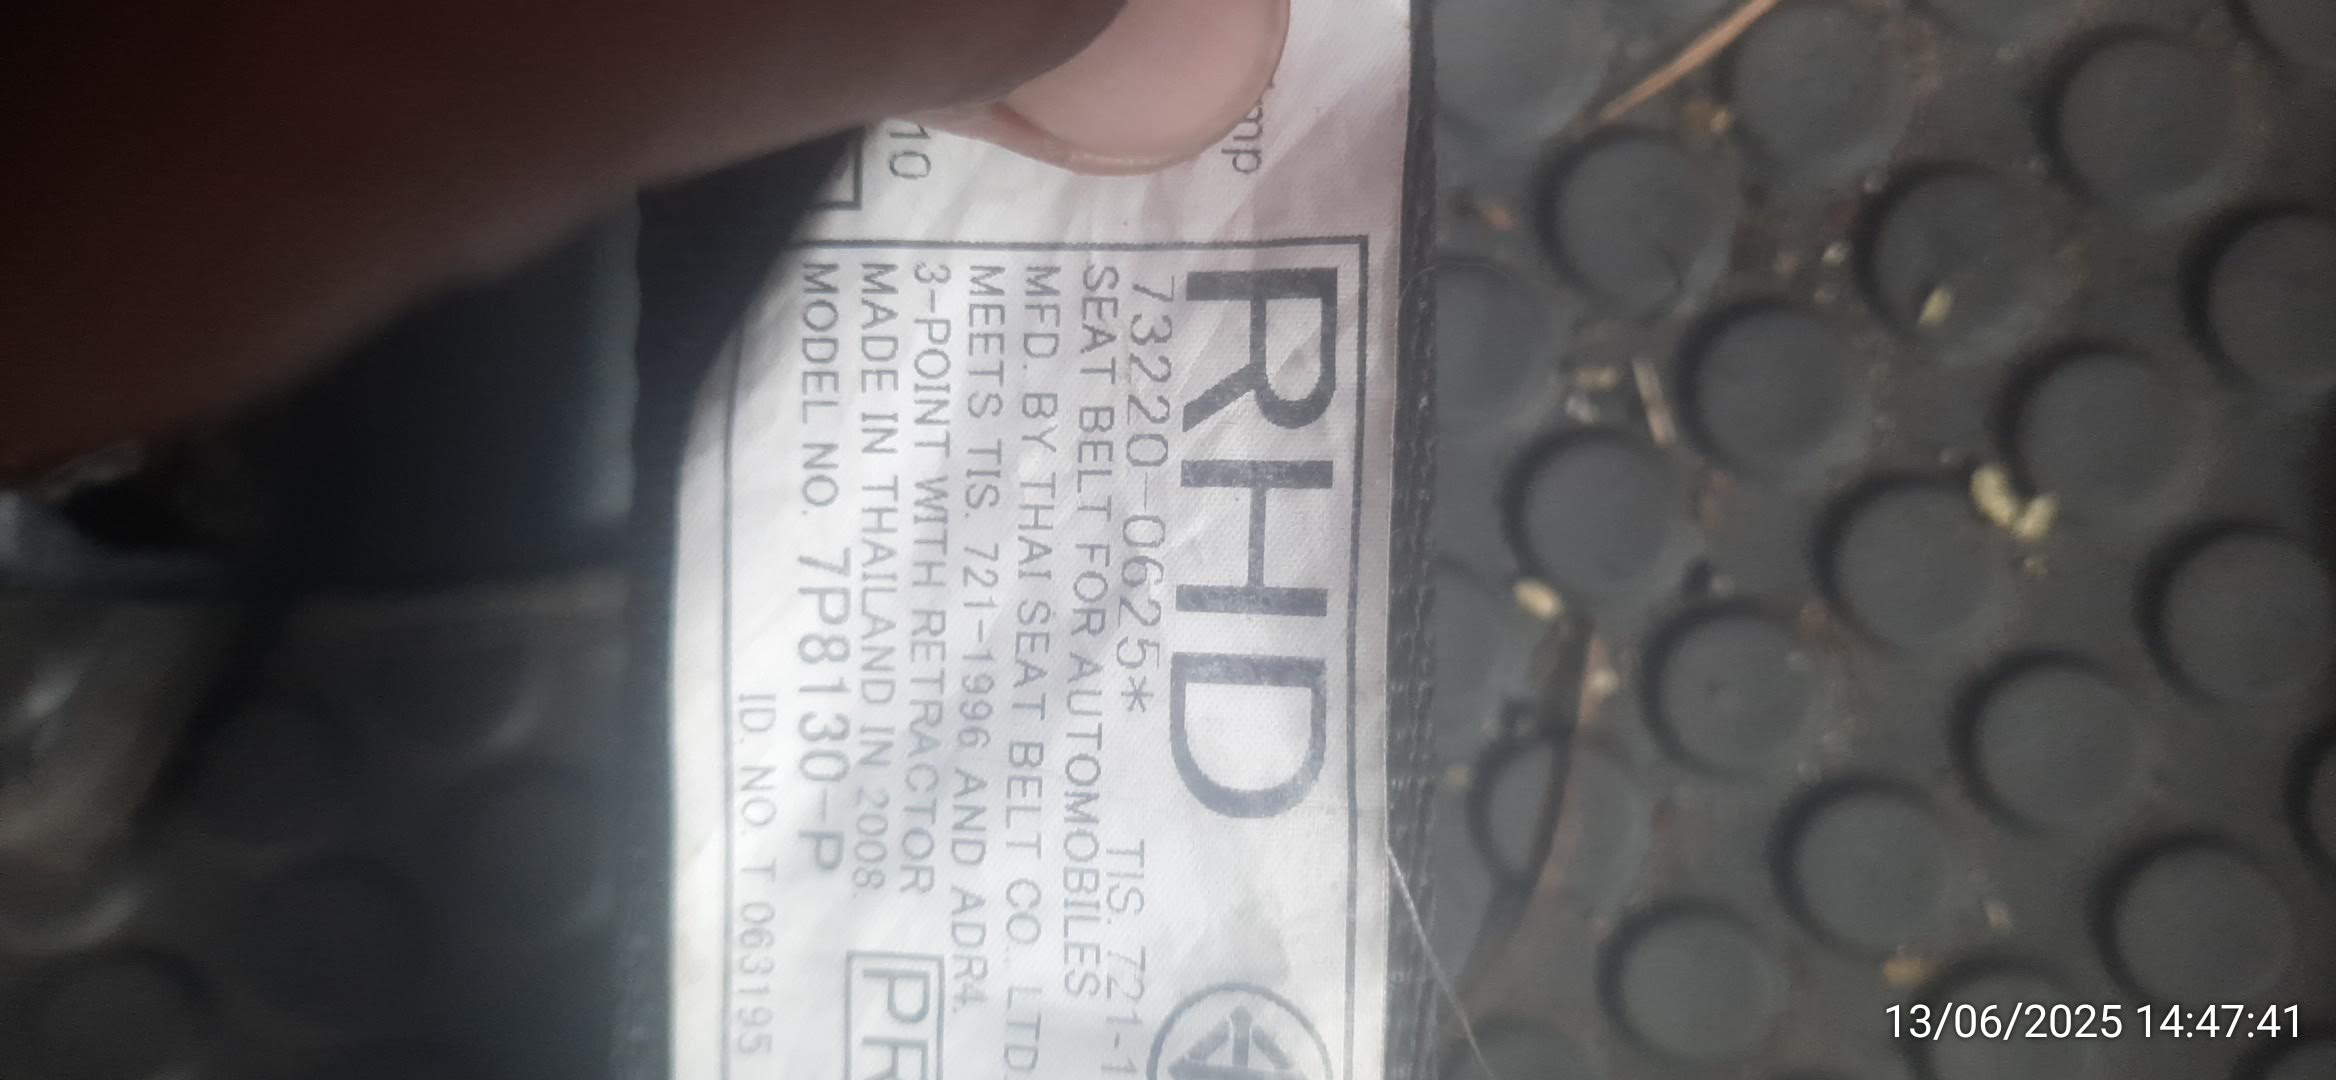 mp
10
RHD
73220-0625* TIS. 721-1
SEAT BELT FOR AUTOMOBILES
MFD. BY THAI SEAT BELT CO., LTD.
MEETS TIS. 721-1996 AND ADR4.
3-POINT WITH RETRACTOR
MADE IN THAILAND IN 2008.
MODEL NO. 7P8130-P
ID. NO. T 063195
13/06/2025 14:47:41